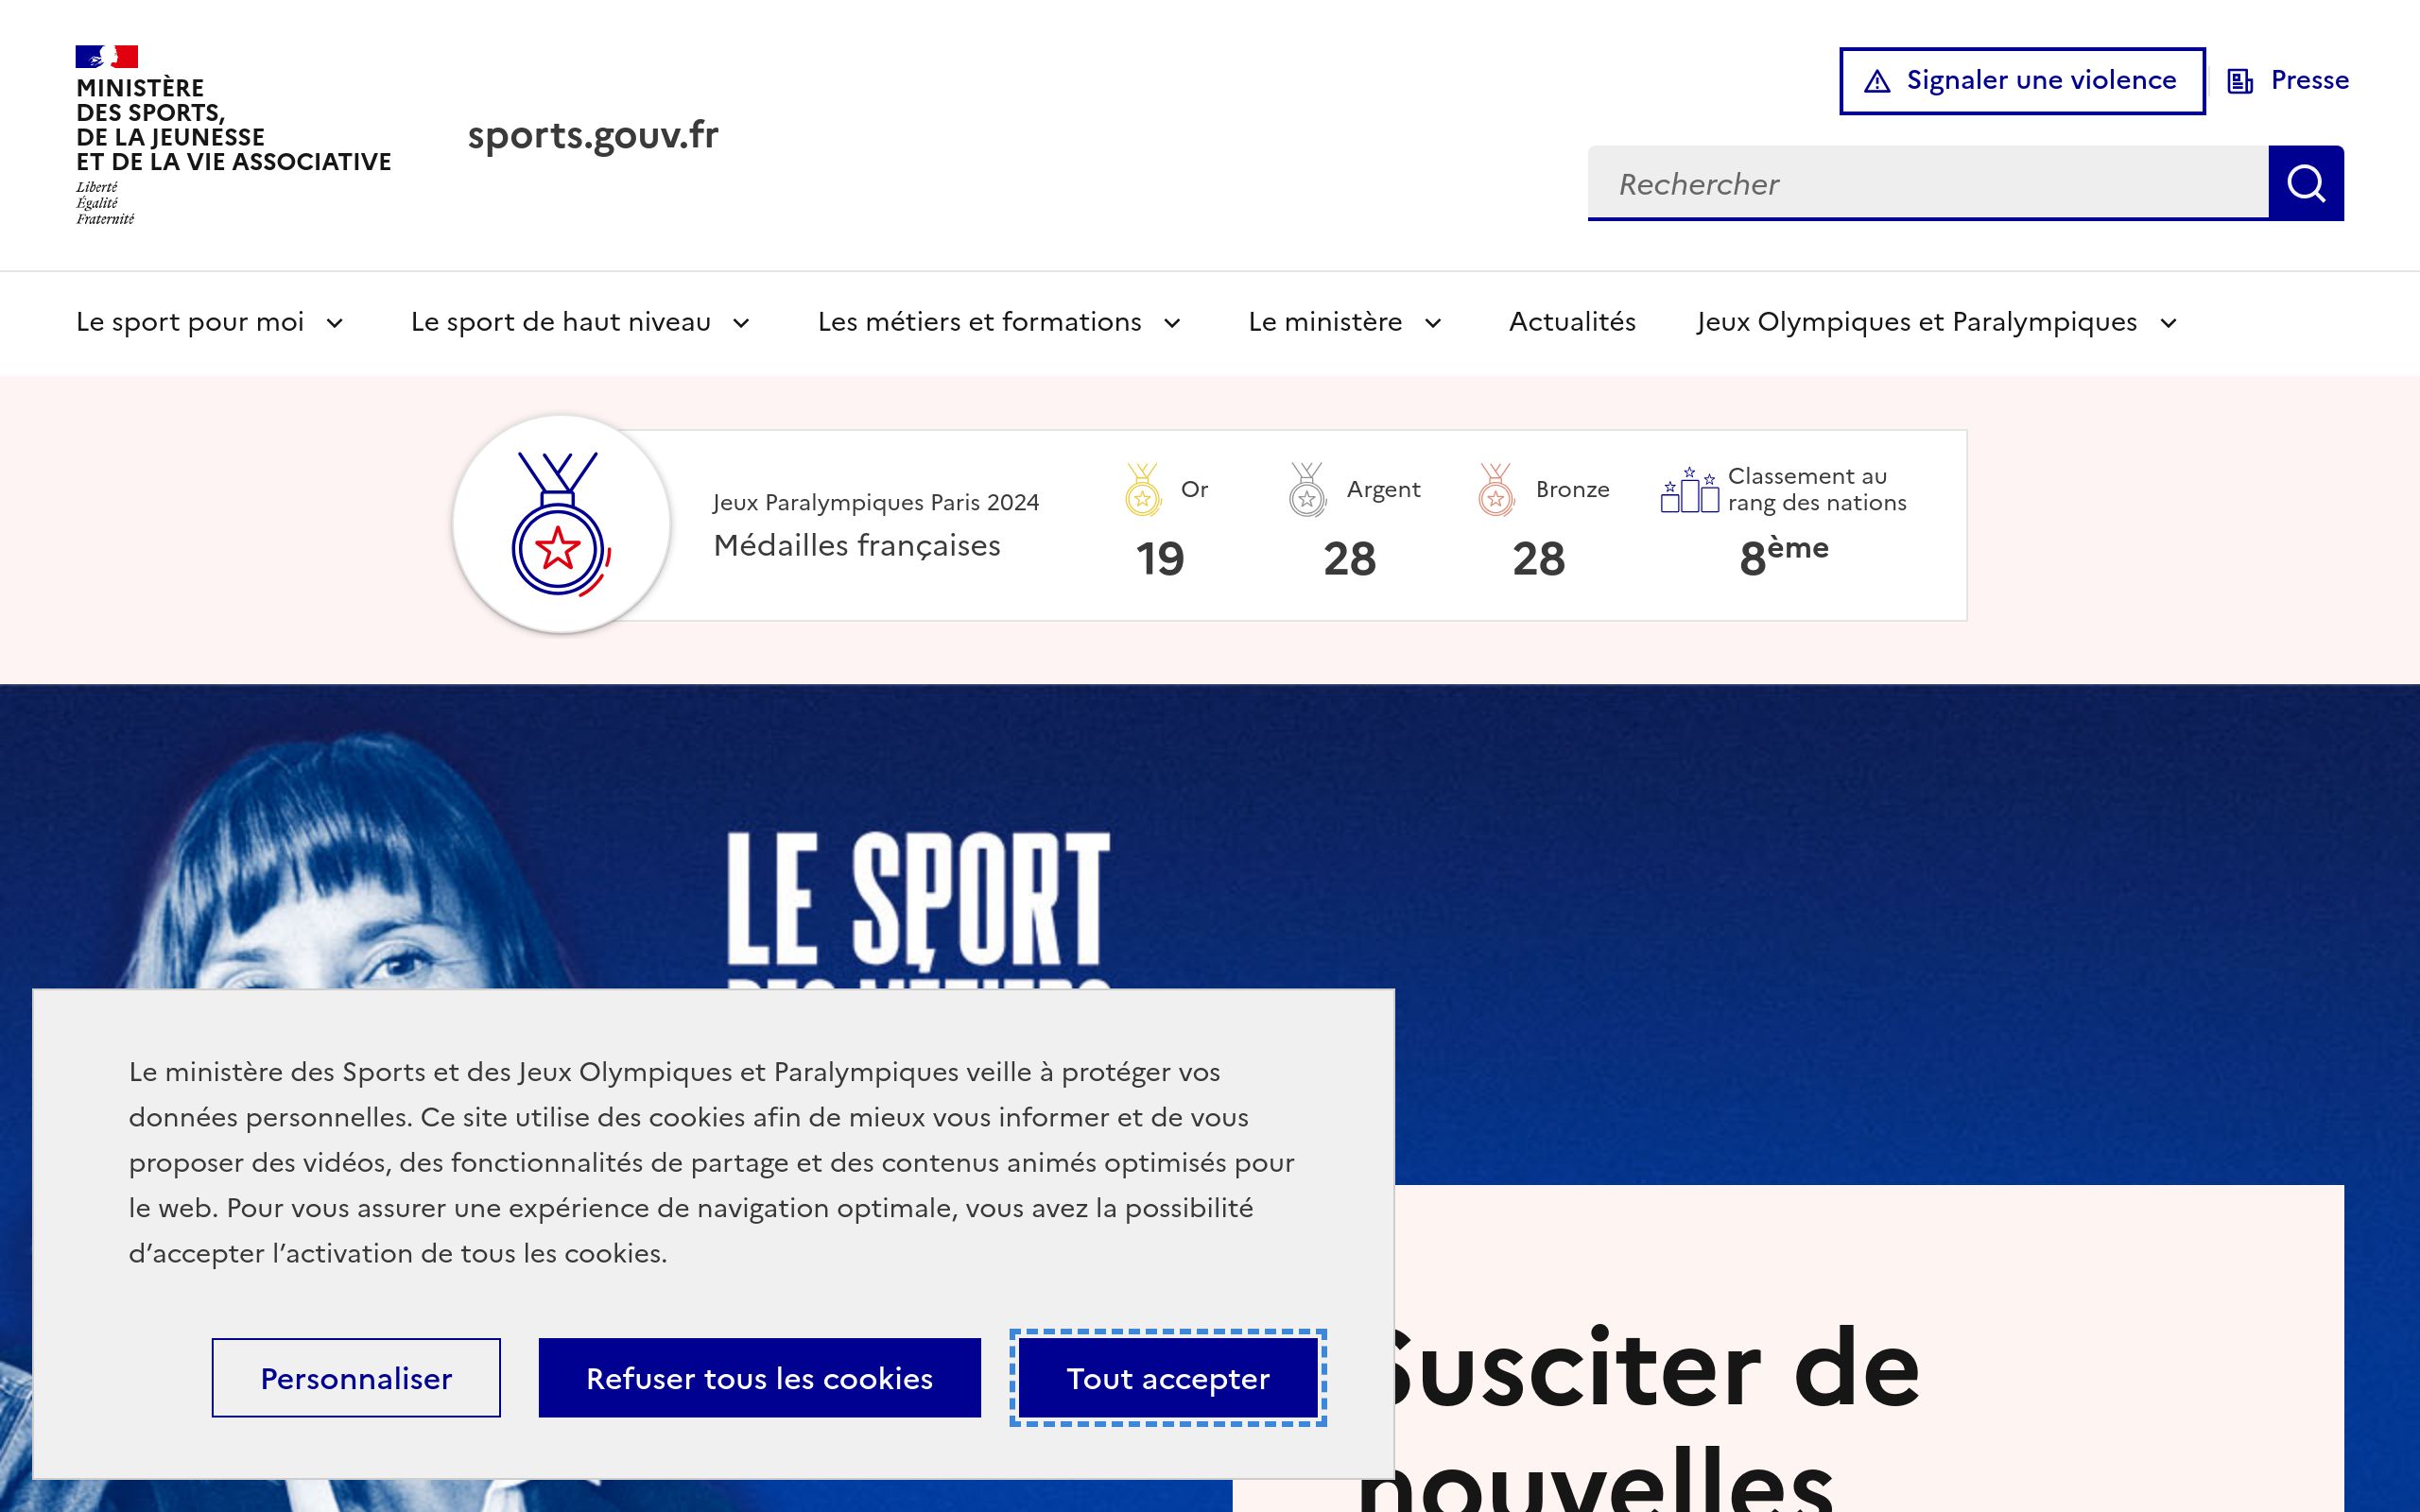 MINISTÈRE
DES SPORTS,
DE LA JEUNESSE
ET DE LA VIE ASSOCIATIVE
Liberté
Égalité
Fraternité
sports.gouv.fr
Signaler une violence
Presse
Rechercher
Le sport pour moi
Le sport de haut niveau
Les métiers et formations
Le ministère
Actualités
Jeux Olympiques et Paralympiques
Jeux Paralympiques Paris 2024
Médailles françaises
Or
19
Argent
28
Bronze
28
Classement au
rang des nations
8ème
LE SPORT
DES MÉTIERS
Le ministère des Sports et des Jeux Olympiques et Paralympiques veille à protéger vos
données personnelles. Ce site utilise des cookies afin de mieux vous informer et de vous
proposer des vidéos, des fonctionnalités de partage et des contenus animés optimisés pour
le web. Pour vous assurer une expérience de navigation optimale, vous avez la possibilité
d’accepter l’activation de tous les cookies.
Personnaliser
Refuser tous les cookies
Tout accepter
Susciter de
nouvelles